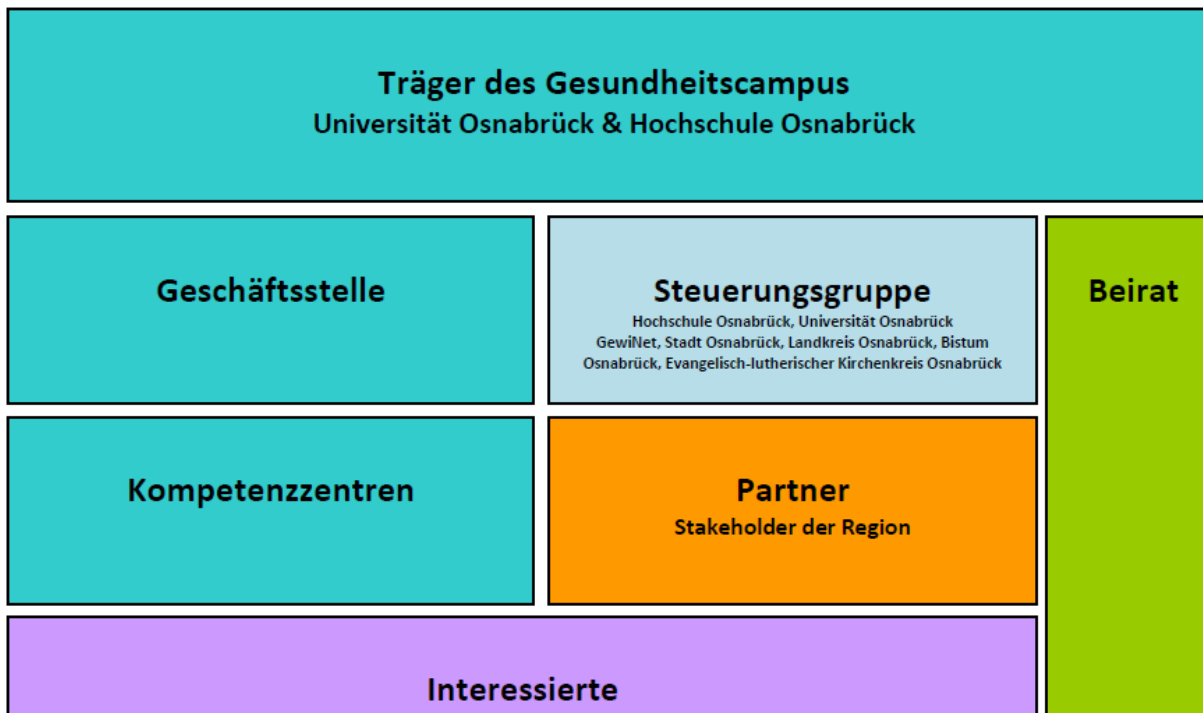 Träger des Gesundheitscampus
Universität Osnabrück & Hochschule Osnabrück
Geschäftsstelle
Steuerungsgruppe
Hochschule Osnabrück, Universität Osnabrück
GewiNet, Stadt Osnabrück, Landkreis Osnabrück, Bistum
Osnabrück, Evangelisch-lutherischer Kirchenkreis Osnabrück
Beirat
Kompetenzzentren
Partner
Stakeholder der Region
Interessierte